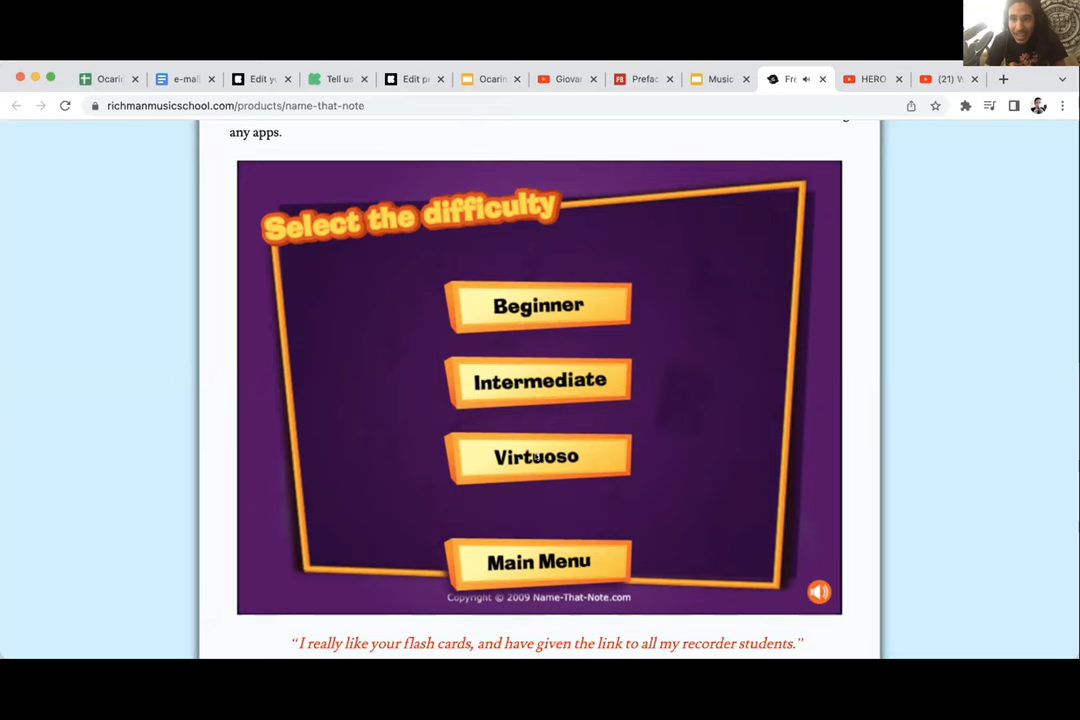 Ocarin
e-mail
Edit yo
Tell us
Edit p
Ocarin
Giovar
Prefac
Music
Fre
HERO
(21) V
richmanmusicschool.com/products/name-that-note
any apps.
Select the difficulty
Beginner
Intermediate
Virtuoso
Main Menu
Copyright © 2009 Name-That-Note.com
“I really like your flash cards, and have given the link to all my recorder students.”